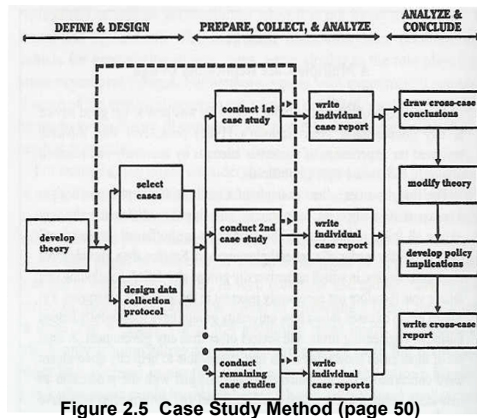 DEFINE & DESIGN
PREPARE, COLLECT, & ANALYZE
ANALYZE &
CONCLUDE
develop
theory
select
cases
design data
collection
protocol
conduct 1st
case study
conduct 2nd
case study
conduct
remaining
case studies
write
individual
case report
write
individual
case report
write
individual
case reports
draw cross-case
conclusions
modify theory
develop policy
implications
write cross-case
report
Figure 2.5 Case Study Method (page 50)